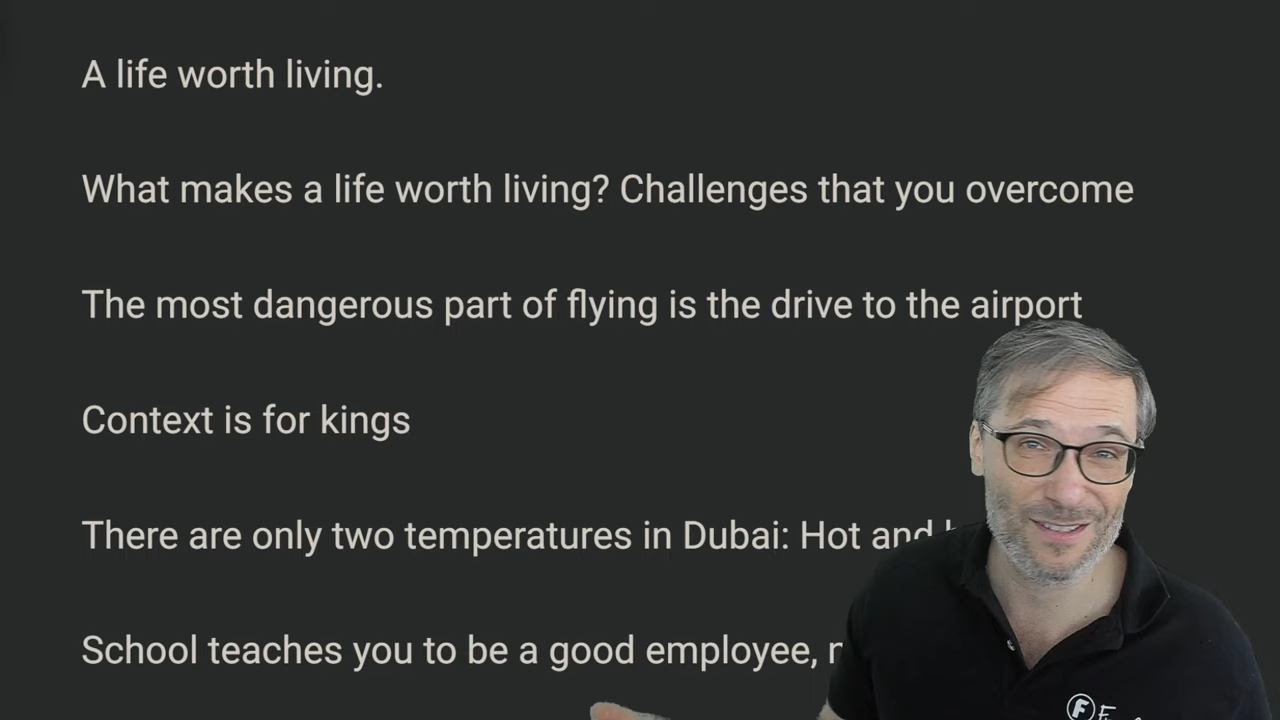 A life worth living.
What makes a life worth living? Challenges that you overcome
The most dangerous part of flying is the drive to the airport
Context is for kings
There are only two temperatures in Dubai: Hot and
School teaches you to be a good employee,
F